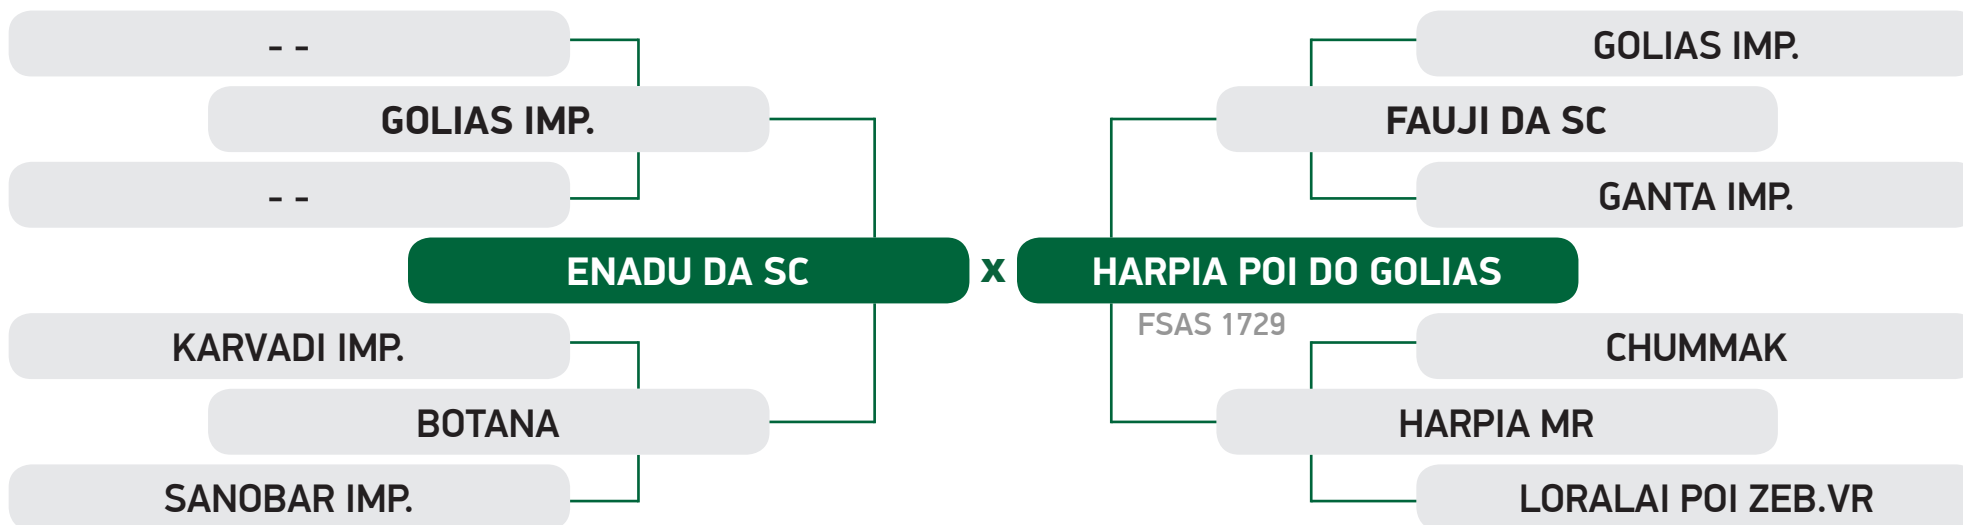 - -
GOLIAS IMP.
GOLIAS IMP.
FAUJI DA SC
- -
GANTA IMP.
ENADU DA SC x HARPIA POI DO GOLIAS
FSAS 1729
KARVADI IMP.
CHUMMAK
BOTANA
HARPIA MR
SANOBAR IMP.
LORALAI POI ZEB.VR